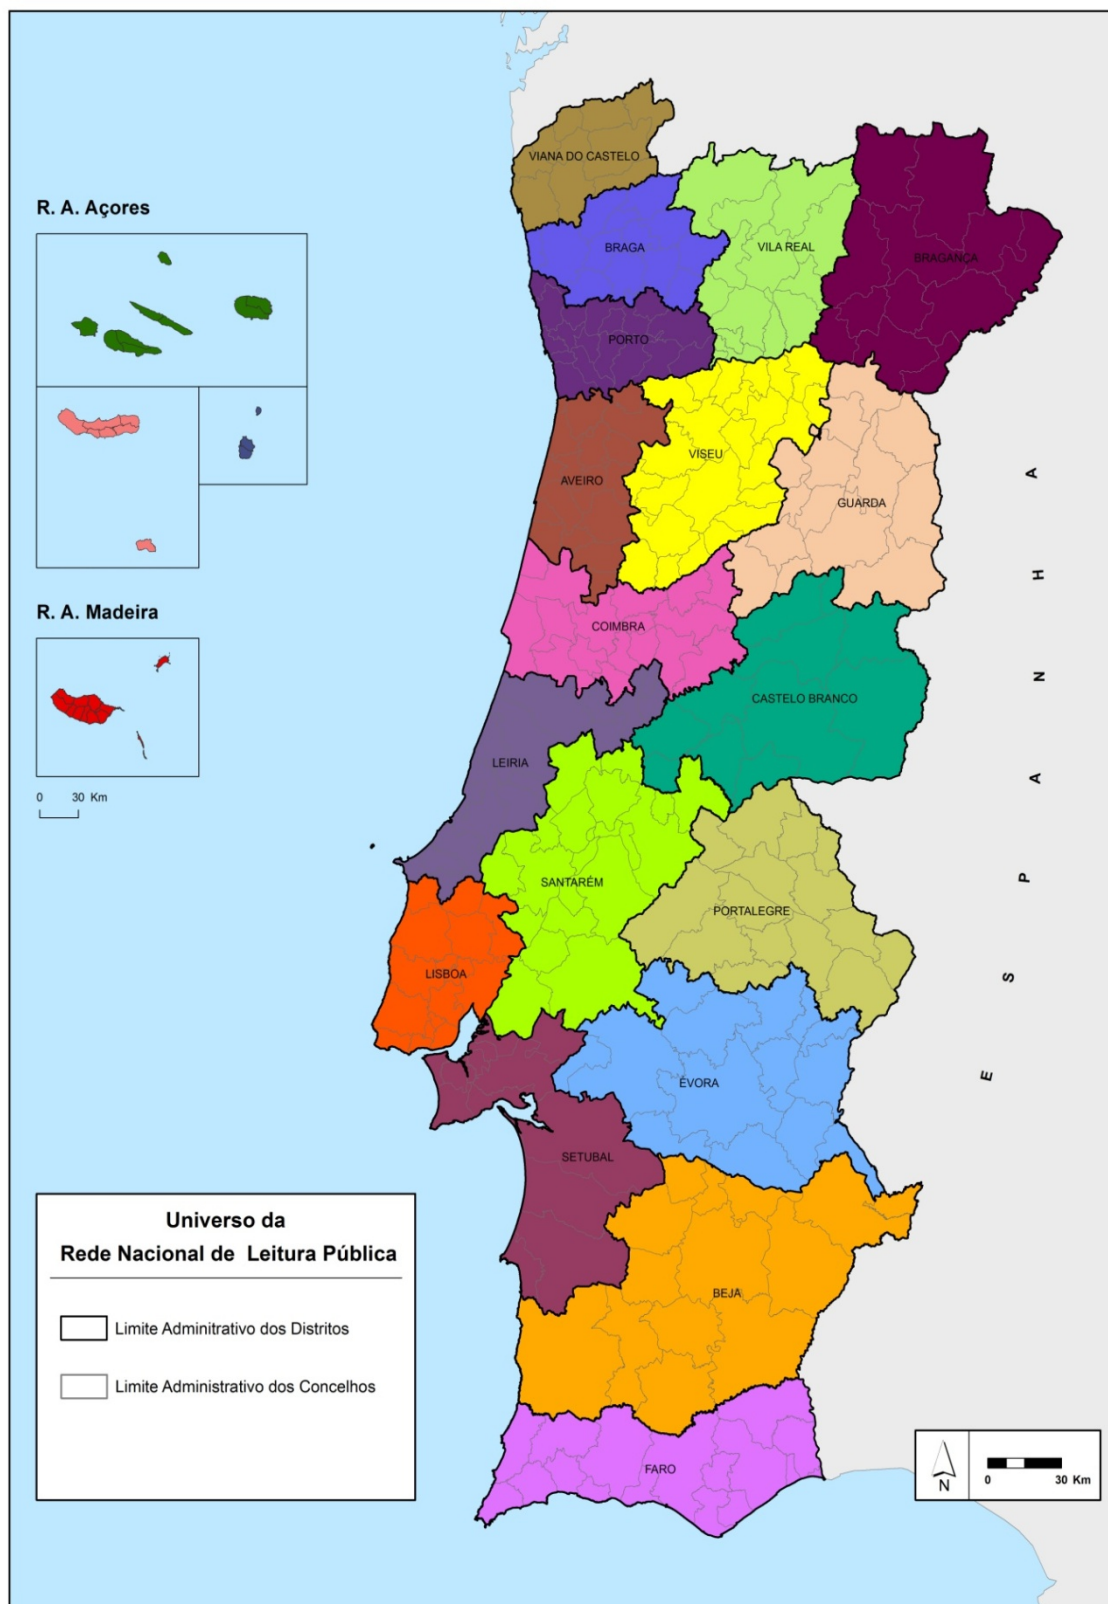 VIANA DO CASTELO
BRAGA
VILA REAL
BRAGANÇA
PORTO
R. A. Açores
AVEIRO
VISEU
GUARDA
COIMBRA
R. A. Madeira
CASTELO BRANCO
LEIRIA
0 30 Km
SANTARÉM
PORTALEGRE
LISBOA
ÉVORA
SETUBAL
BEJA
FARO
E S P A N H A
Universo da
Rede Nacional de Leitura Pública
Limite Adminitrativo dos Distritos
Limite Administrativo dos Concelhos
N
0 30 Km